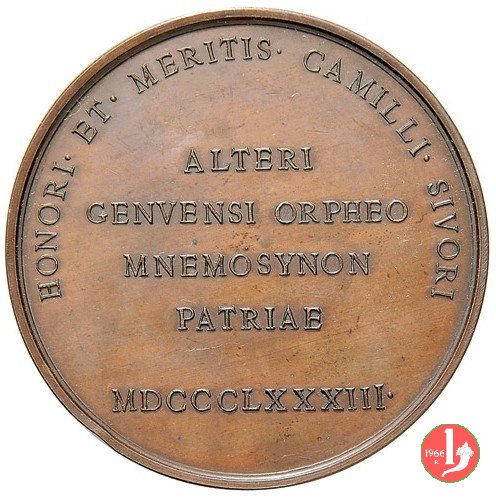 HONORI· ET· MERITIS· CAMILLI· SIVORI
ALTERI
GENVENSI ORPHEO
MNEMOSYNON
PATRIAE
MDCCCLXXXIII·
1966